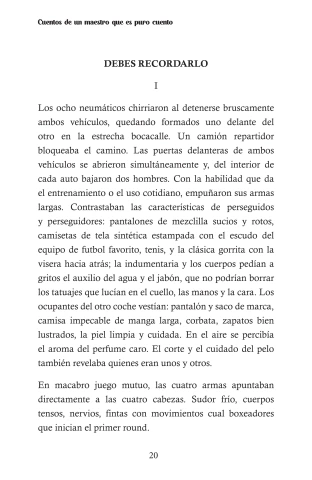 Cuentos de un maestro que es puro cuento
DEBES RECORDARLO
I
Los ocho neumáticos chirriaron al detenerse bruscamente
ambos vehículos, quedando formados uno delante del
otro en la estrecha bocacalle. Un camión repartidor
bloqueaba el camino. Las puertas delanteras de ambos
vehículos se abrieron simultáneamente y, del interior de
cada auto bajaron dos hombres. Con la habilidad que da
el entrenamiento o el uso cotidiano, empuñaron sus armas
largas. Contrastaban las características de perseguidos
y perseguidores: pantalones de mezclilla sucios y rotos,
camisetas de tela sintética estampada con el escudo del
equipo de futbol favorito, tenis, y la clásica gorrita con la
visera hacia atrás; la indumentaria y los cuerpos pedían a
gritos el auxilio del agua y el jabón, que no podrían borrar
los tatuajes que lucían en el cuello, las manos y la cara. Los
ocupantes del otro coche vestían: pantalón y saco de marca,
camisa impecable de manga larga, corbata, zapatos bien
lustrados, la piel limpia y cuidada. En el aire se percibía
el aroma del perfume caro. El corte y el cuidado del pelo
también revelaba quienes eran unos y otros.
En macabro juego mutuo, las cuatro armas apuntaban
directamente a las cuatro cabezas. Sudor frío, cuerpos
tensos, nervios, fintas con movimientos cual boxeadores
que inician el primer round.
20